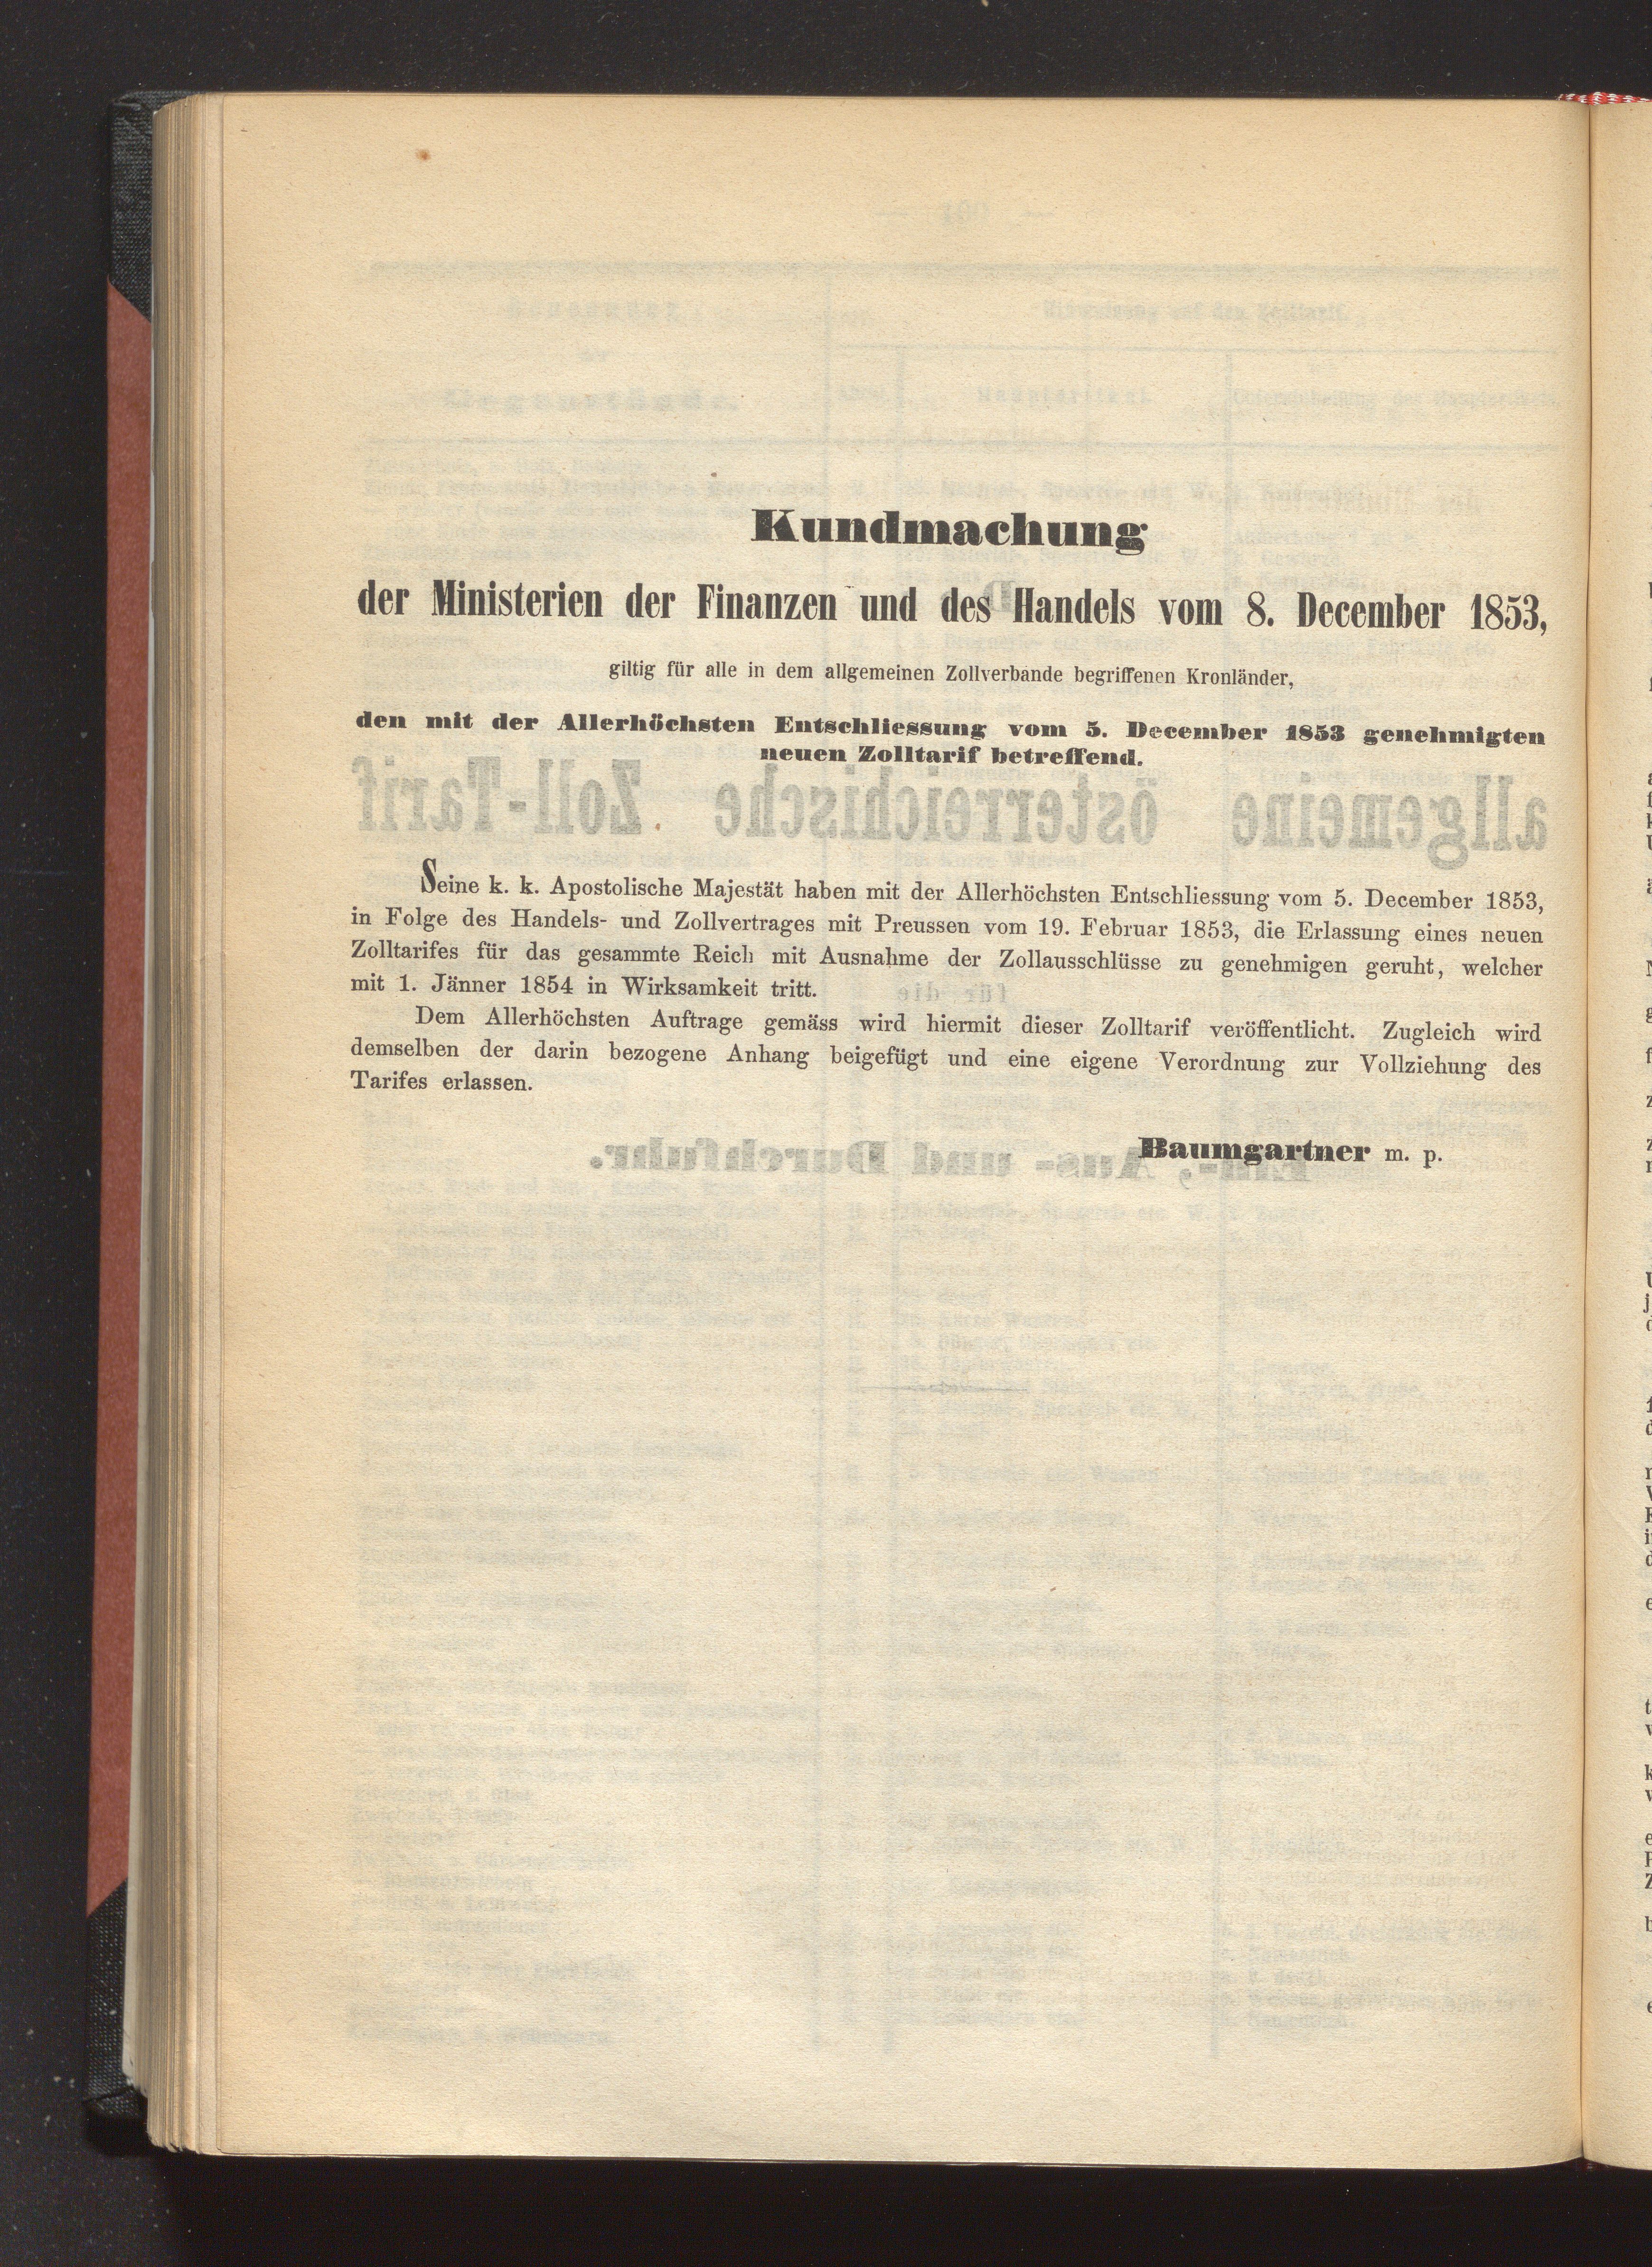 Kundmachung
der Ministerien der Finanzen und des Handels vom 8. December 1853,
giltig für alle in dem allgemeinen Zollverbande begriffenen Kronländer,
den mit der Allerhöchsten Entschliessung vom 5. December 1853 genehmigten
neuen Zolltarif betreffend.
Seine k. k. Apostolische Majestät haben mit der Allerhöchsten Entschliessung vom 5. December 1853,
in Folge des Handels- und Zollvertrages mit Preussen vom 19. Februar 1853, die Erlassung eines neuen
Zolltarifes für das gesammte Reich mit Ausnahme der Zollausschlüsse zu genehmigen geruht, welcher
mit 1. Jänner 1854 in Wirksamkeit tritt.
Dem Allerhöchsten Auftrage gemäss wird hiermit dieser Zolltarif veröffentlicht. Zugleich wird
demselben der darin bezogene Anhang beigefügt und eine eigene Verordnung zur Vollziehung des
Tarifes erlassen.
Baumgartner m. p.